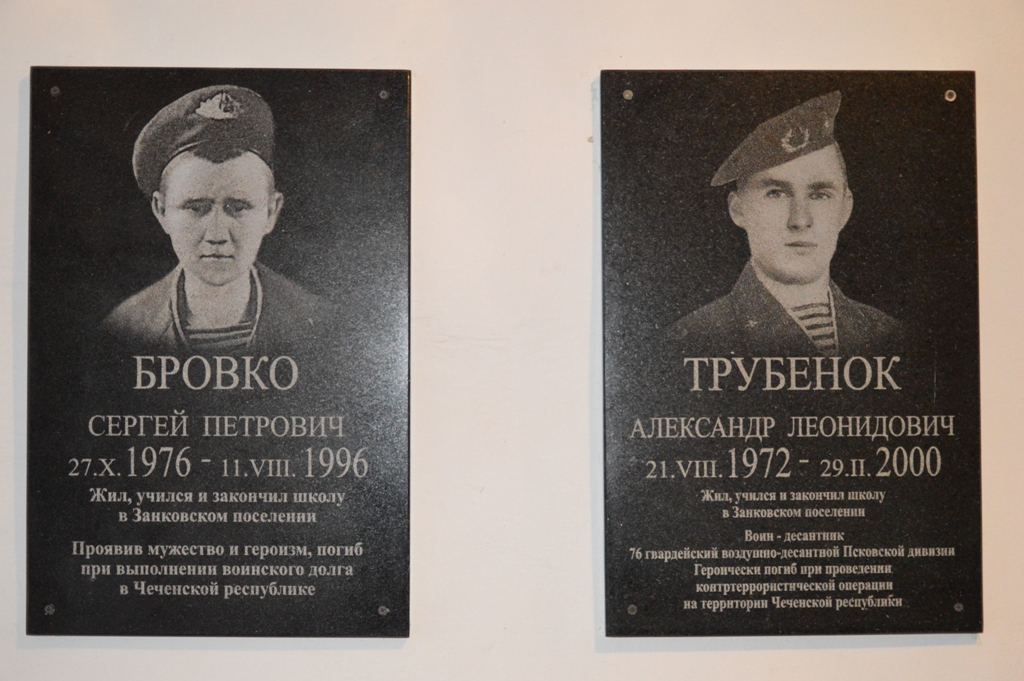 БРОВКО
СЕРГЕЙ ПЕТРОВИЧ
27.X. 1976 - 11.VIII. 1996
Жил, учился и закончил школу
в Занковском поселении
Проявив мужество и героизм, погиб
при выполнении воинского долга
в Чеченской республике
ТРУБЕНОК
АЛЕКСАНДР ЛЕОНИДОВИЧ
21.VIII. 1972 - 29.II. 2000
Жил, учился и закончил школу
в Занковском поселении
Воин - десантник
76 гвардейский воздушно-десантной Псковской дивизии
Героически погиб при проведении
контртеррористической операции
на территории Чеченской республики